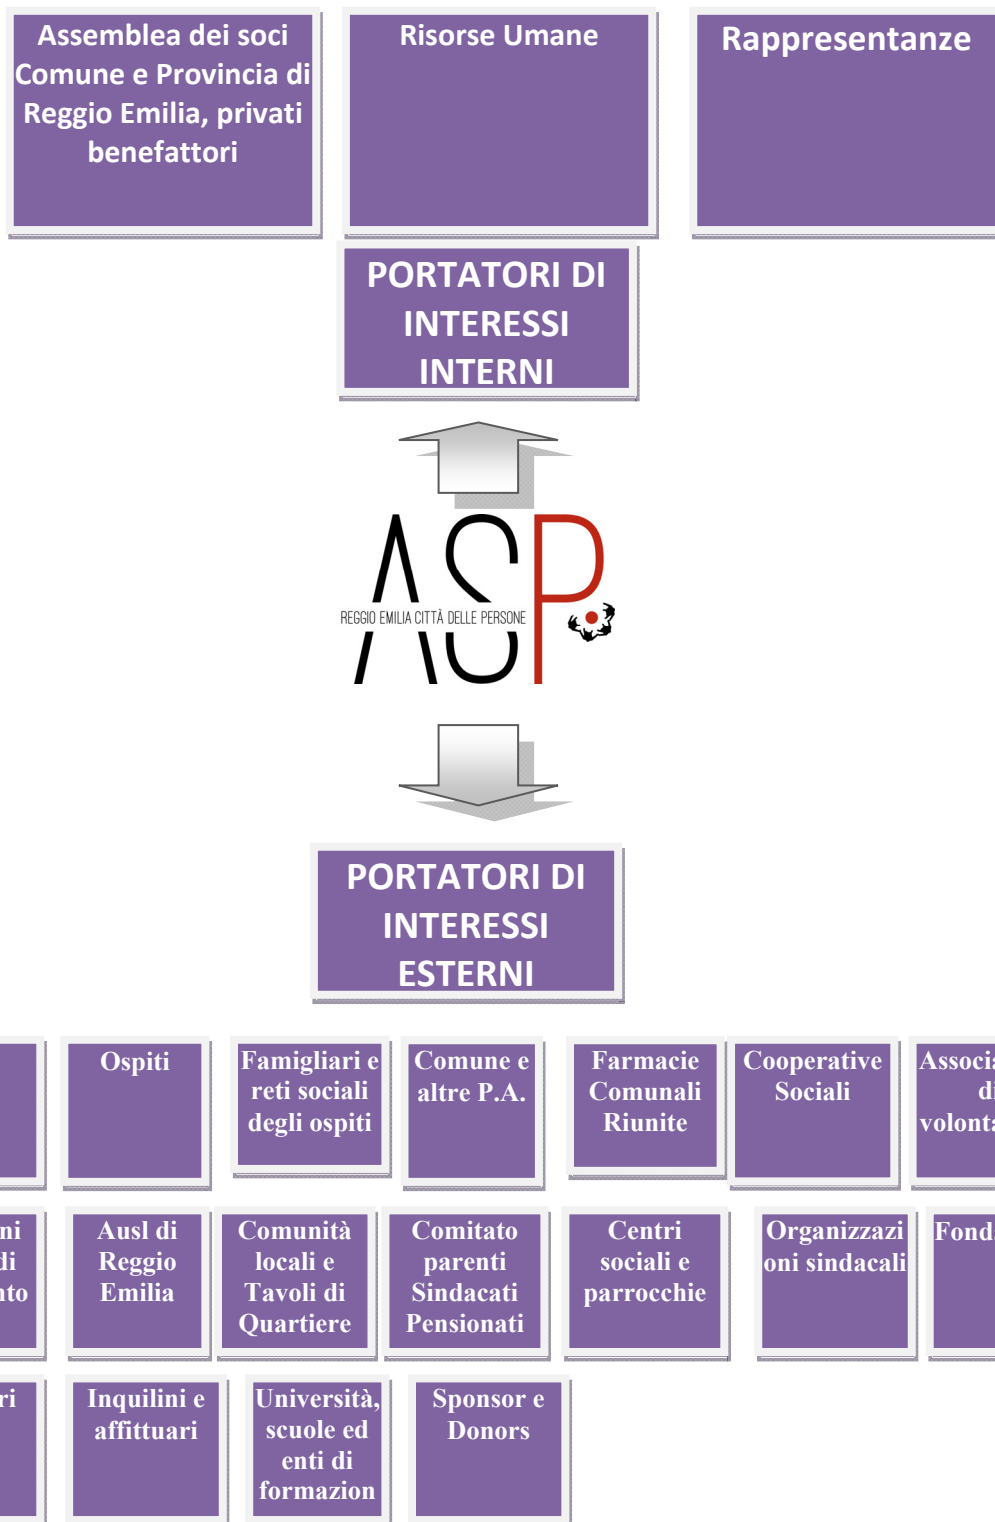 Assemblea dei soci
Comune e Provincia di
Reggio Emilia, privati
benefattori
Risorse Umane
Rappresentanze
PORTATORI DI
INTERESSI
INTERNI
ASP
REGGIO EMILIA CITTÀ DELLE PERSONE
PORTATORI DI
INTERESSI
ESTERNI
Ospiti
Famigliari e
reti sociali
degli ospiti
Comune e
altre P.A.
Farmacie
Comunali
Riunite
Cooperative
Sociali
Ausl di
Reggio
Emilia
Comunità
locali e
Tavoli di
Quartiere
Comitato
parenti
Sindacati
Pensionati
Centri
sociali e
parrocchie
Organizzazi
oni sindacali
Inquilini e
affittuari
Università,
scuole ed
enti di
formazion
Sponsor e
Donors